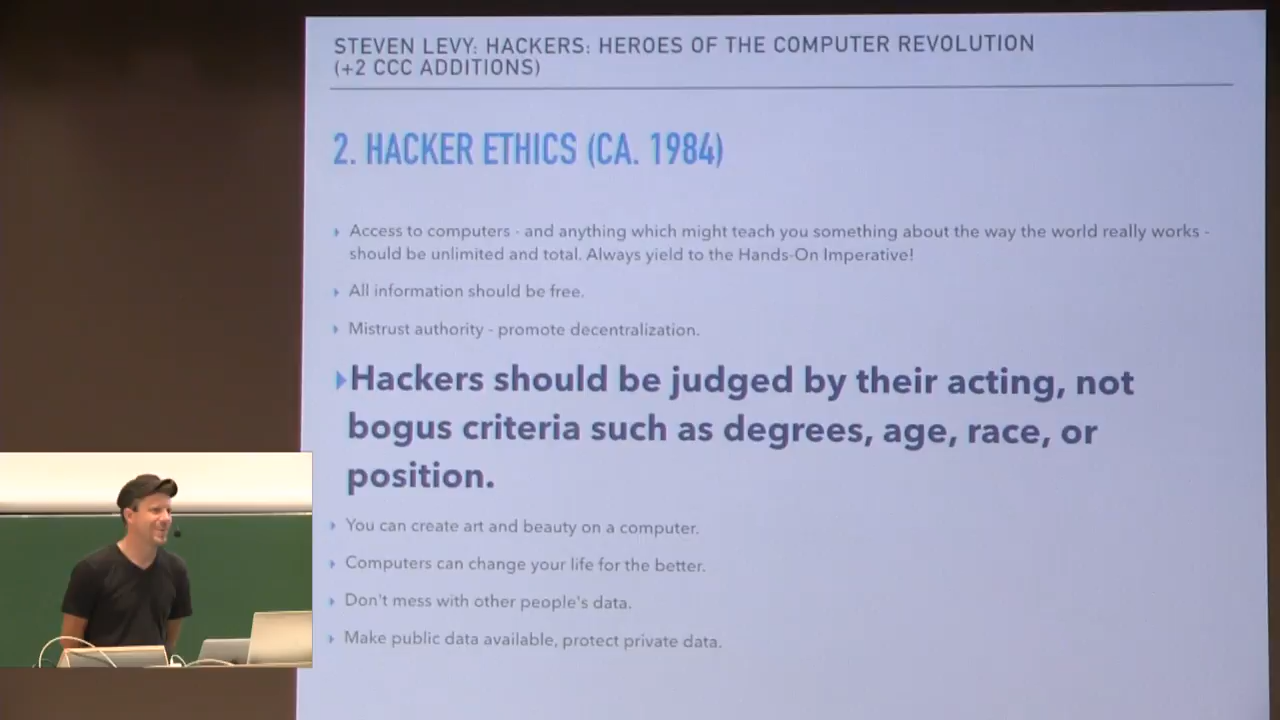 STEVEN LEVY: HACKERS: HEROES OF THE COMPUTER REVOLUTION
(+2 CCC ADDITIONS)
2. HACKER ETHICS (CA. 1984)
Access to computers - and anything which might teach you something about the way the world really works -
should be unlimited and total. Always yield to the Hands-On Imperative!
All information should be free.
Mistrust authority - promote decentralization.
Hackers should be judged by their acting, not
bogus criteria such as degrees, age, race, or
position.
You can create art and beauty on a computer.
Computers can change your life for the better.
Don't mess with other people's data.
Make public data available, protect private data.